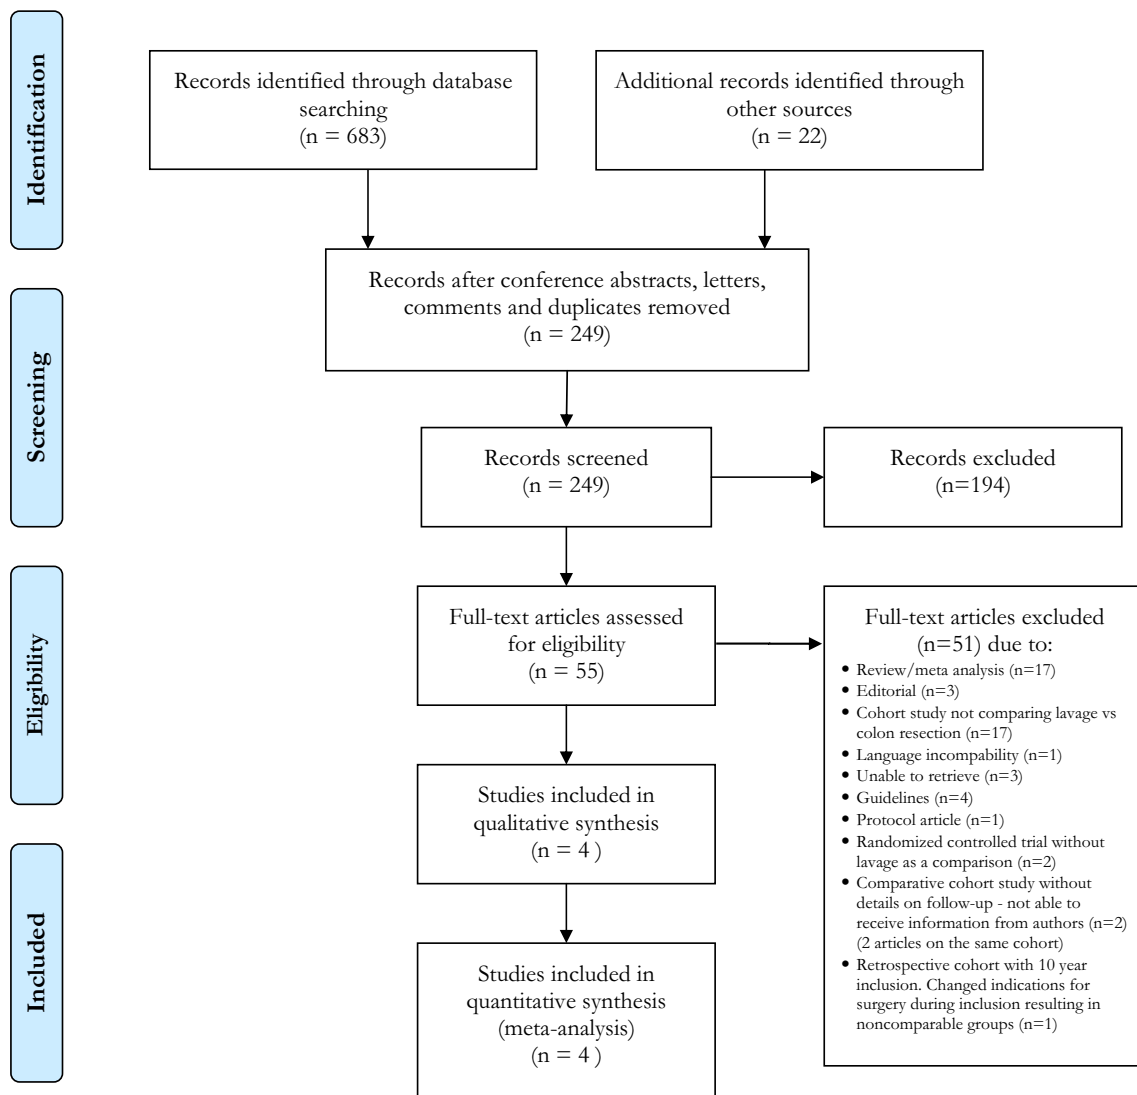 Identification
Records identified through database
searching
(n = 683)
Additional records identified through
other sources
(n = 22)
Records after conference abstracts, letters,
comments and duplicates removed
(n = 249)
Screening
Records screened
(n = 249)
Records excluded
(n=194)
Eligibility
Full-text articles assessed
for eligibility
(n = 55)
Full-text articles excluded
(n=51) due to:
• Review/meta analysis (n=17)
• Editorial (n=3)
• Cohort study not comparing lavage vs
colon resection (n=17)
• Language incompability (n=1)
• Unable to retrieve (n=3)
• Guidelines (n=4)
• Protocol article (n=1)
• Randomized controlled trial without
lavage as a comparison (n=2)
• Comparative cohort study without
details on follow-up - not able to
receive information from authors (n=2)
(2 articles on the same cohort)
• Retrospective cohort with 10 year
inclusion. Changed indications for
surgery during inclusion resulting in
noncomparable groups (n=1)
Studies included in
qualitative synthesis
(n = 4 )
Included
Studies included in
quantitative synthesis
(meta-analysis)
(n = 4 )